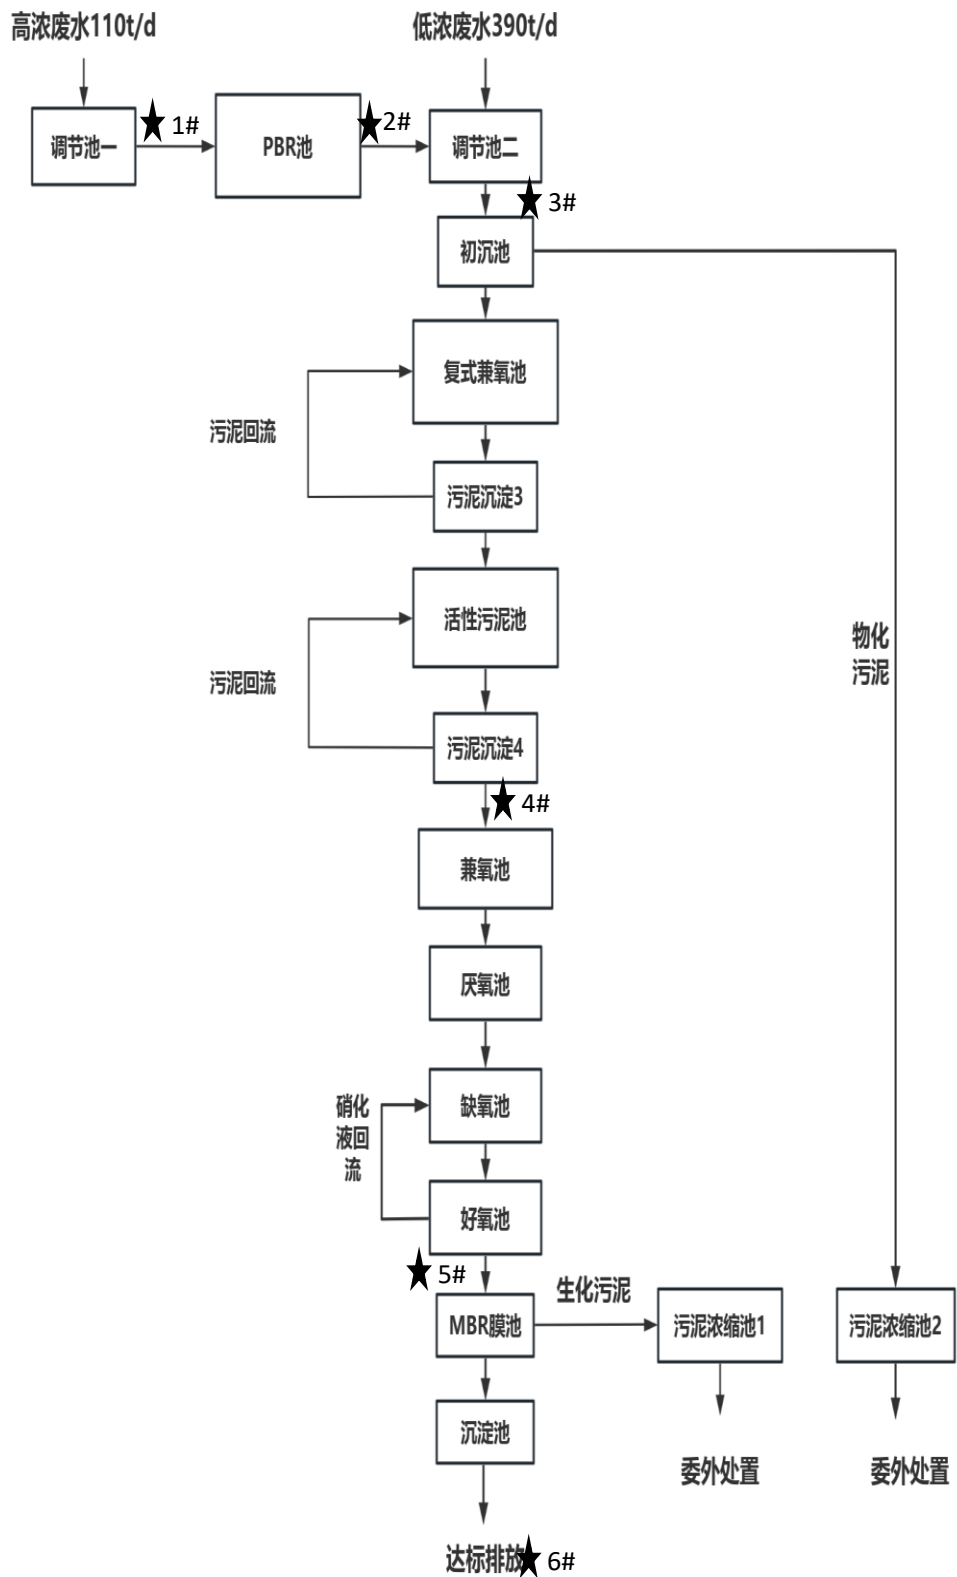 高浓废水110t/d
低浓废水390t/d
调节池一
1#
PBR池
2#
调节池二
3#
初沉池
复式兼氧池
污泥回流
污泥沉淀3
活性污泥池
物化
污泥
污泥回流
污泥沉淀4
4#
兼氧池
厌氧池
缺氧池
硝化
液回
流
好氧池
5#
生化污泥
MBR膜池
污泥浓缩池1
污泥浓缩池2
沉淀池
委外处置
委外处置
达标排放
6#